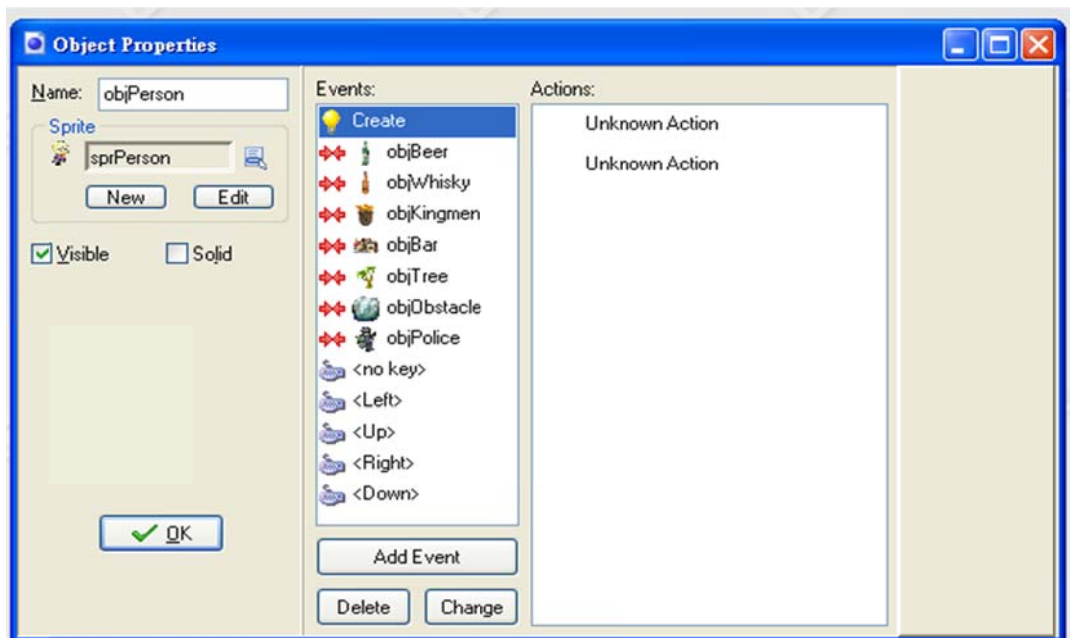 Object Properties
Name: objPerson
Sprite
sprPerson
New Edit
Visible Solid
OK
Events:
Create
objBeer
objWhisky
objKingmen
objBar
objTree
objObstacle
objPolice
<no key>
<Left>
<Up>
<Right>
<Down>
Add Event
Delete Change
Actions:
Unknown Action
Unknown Action